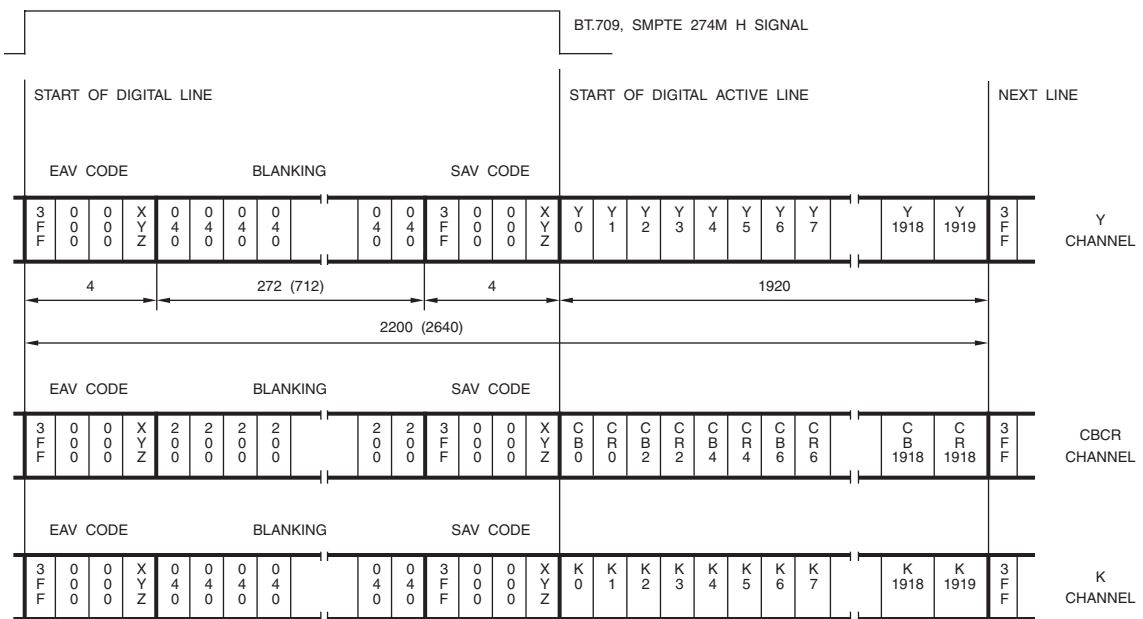 BT.709, SMPTE 274M H SIGNAL
START OF DIGITAL LINE START OF DIGITAL ACTIVE LINE NEXT LINE
EAV CODE BLANKING SAV CODE
3FF 000 000 XYZ 040 040 040 040 040 040 3FF 000 000 XYZ Y0 Y1 Y2 Y3 Y4 Y5 Y6 Y7 Y1918 Y1919 3FF Y CHANNEL
4 272 (712) 4 1920
2200 (2640)
EAV CODE BLANKING SAV CODE
3FF 000 000 XYZ 200 200 200 200 200 200 3FF 000 000 XYZ CB0 CR0 CB2 CR2 CB4 CR4 CB6 CR6 CB1918 CR1918 3FF CBCR CHANNEL
EAV CODE BLANKING SAV CODE
3FF 000 000 XYZ 040 040 040 040 040 040 3FF 000 000 XYZ K0 K1 K2 K3 K4 K5 K6 K7 K1918 K1919 3FF K CHANNEL